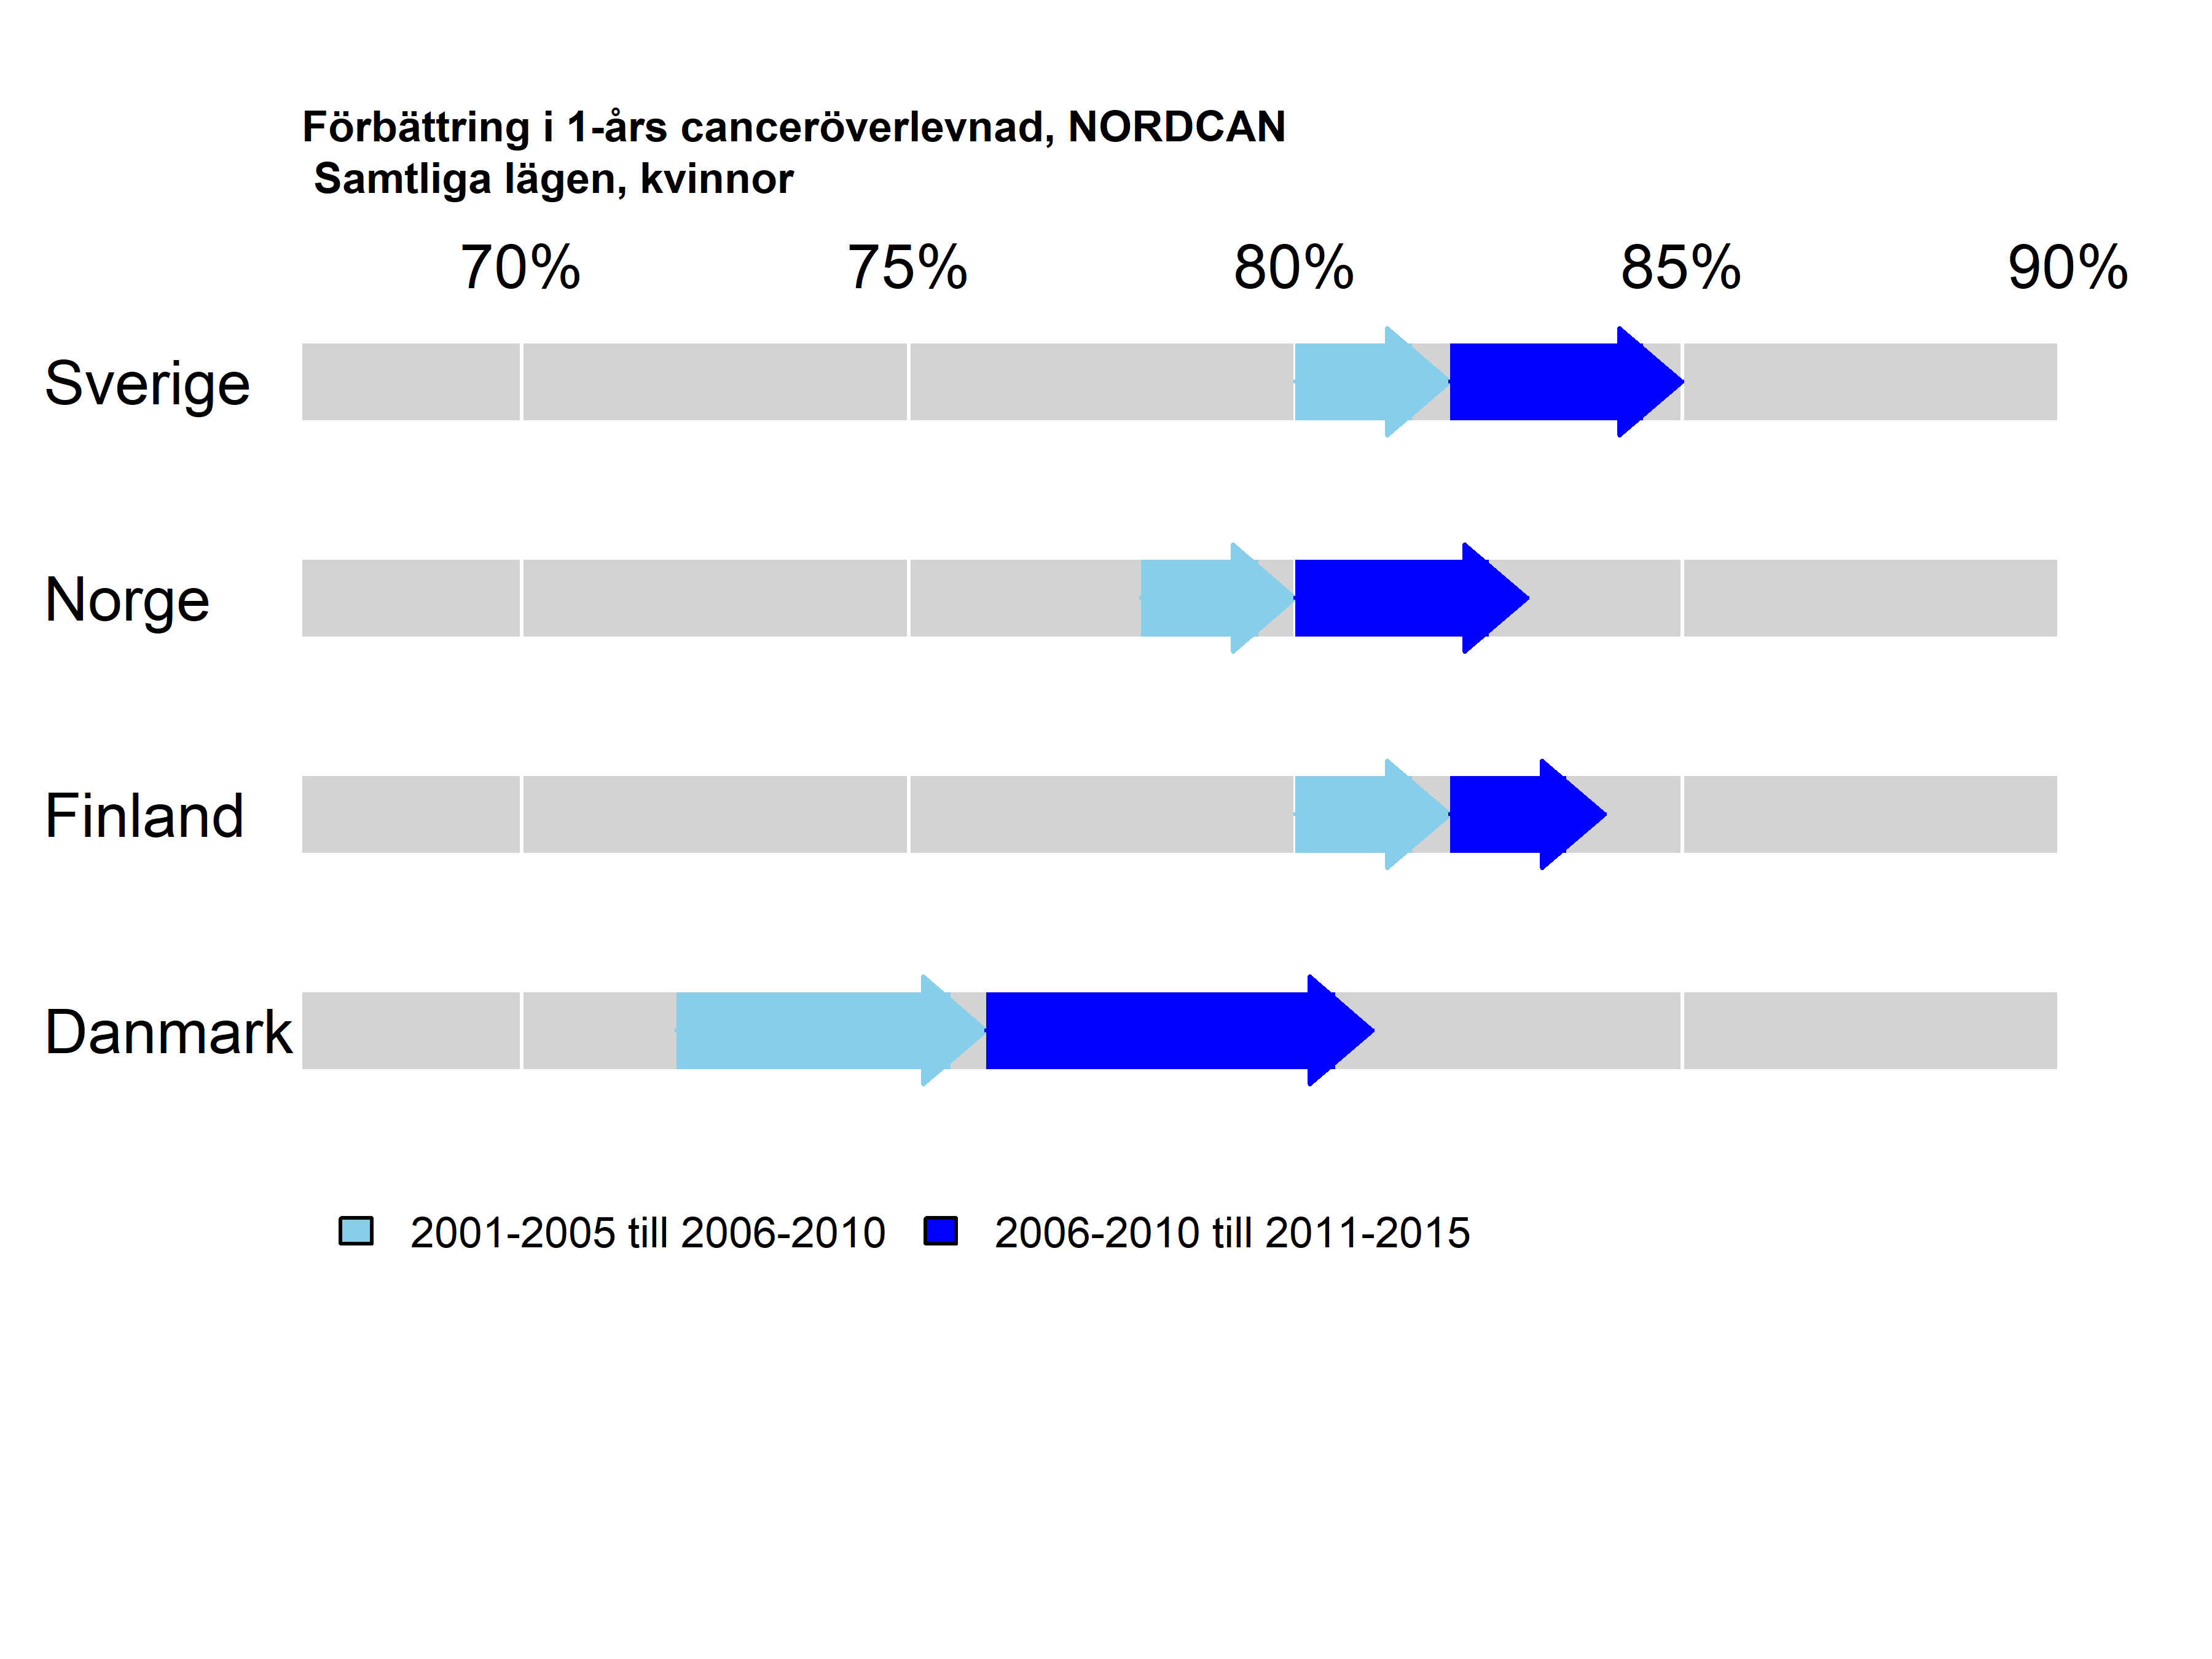 Förbättring i 1-års canceröverlevnad, NORDCAN
Samtliga lägen, kvinnor
70% 75% 80% 85% 90%
Sverige
Norge
Finland
Danmark
2001-2005 till 2006-2010 2006-2010 till 2011-2015